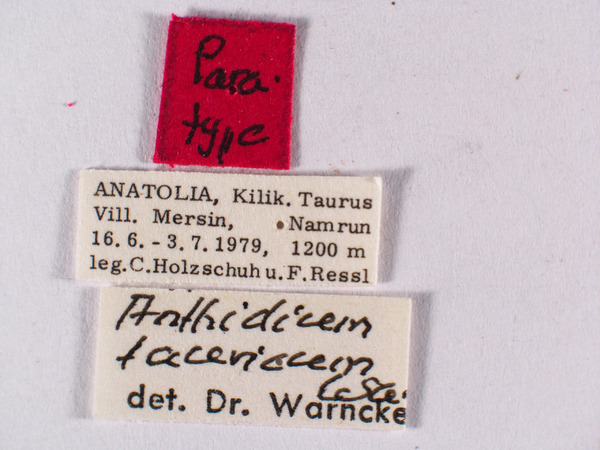 Para-
type
ANATOLIA, Kilik. Taurus
Vill. Mersin, • Namrun
16.6.-3.7.1979, 1200 m
leg.C.Holzschuh u. F.Ressl
Anthidium
det. Dr. Warncke